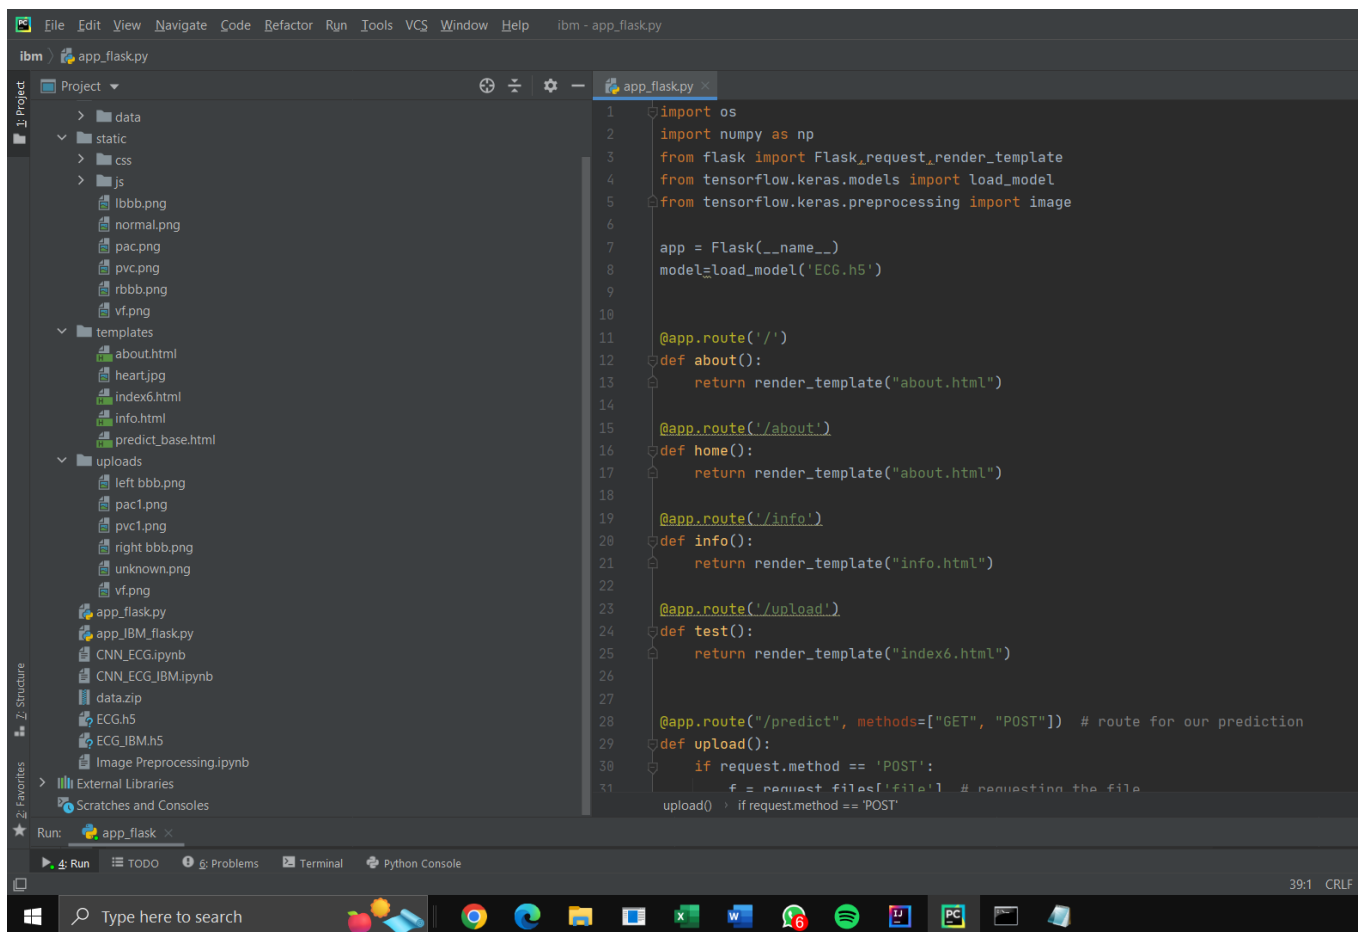 PC File Edit View Navigate Code Refactor Run Tools VCS Window Help ibm - app_flask.py
ibm app_flask.py
1: Project
Project
data
static
css
js
lbbb.png
normal.png
pac.png
pvc.png
rbbb.png
vf.png
templates
about.html
heart.jpg
index6.html
info.html
predict_base.html
uploads
left bbb.png
pac1.png
pvc1.png
right bbb.png
unknown.png
vf.png
app_flask.py
app_IBM_flask.py
CNN_ECG.ipynb
CNN_ECG_IBM.ipynb
data.zip
ECG.h5
ECG_IBM.h5
Image Preprocessing.ipynb
External Libraries
Scratches and Consoles
7: Structure
2: Favorites
app_flask.py
1 import os
2 import numpy as np
3 from flask import Flask,request,render_template
4 from tensorflow.keras.models import load_model
5 from tensorflow.keras.preprocessing import image
6
7 app = Flask(__name__)
8 model=load_model('ECG.h5')
9
10
11 @app.route('/')
12 def about():
13     return render_template("about.html")
14
15 @app.route('/about')
16 def home():
17     return render_template("about.html")
18
19 @app.route('/info')
20 def info():
21     return render_template("info.html")
22
23 @app.route('/upload')
24 def test():
25     return render_template("index6.html")
26
27
28 @app.route("/predict", methods=["GET", "POST"])  # route for our prediction
29 def upload():
30     if request.method == 'POST':
31         f = request.files['file']  # requesting the file
upload() if request.method == 'POST'
Run: app_flask
4: Run TODO 6: Problems Terminal Python Console
39:1 CRLF
Type here to search
X W 6 IJ PC